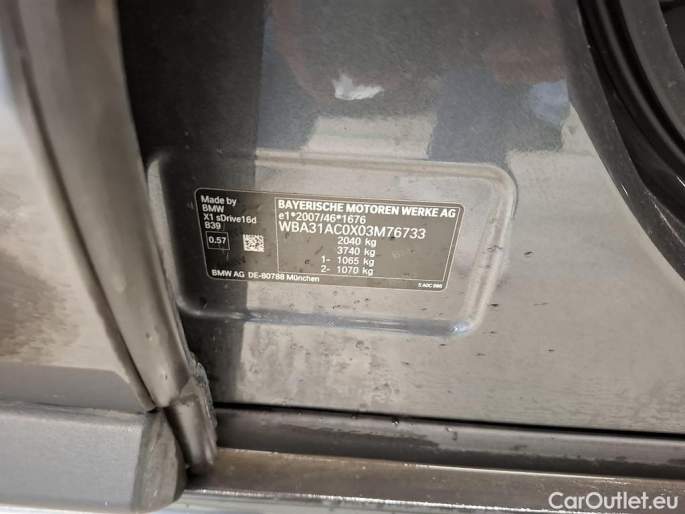 Made by
BMW
X1 sDrive16d
B39
0.57
BMW AG DE-80788 München
BAYERISCHE MOTOREN WERKE AG
e1*2007/46*1676
WBA31AC0X03M76733
2040 kg
3740 kg
1- 1065 kg
2- 1070 kg
CarOutlet.eu